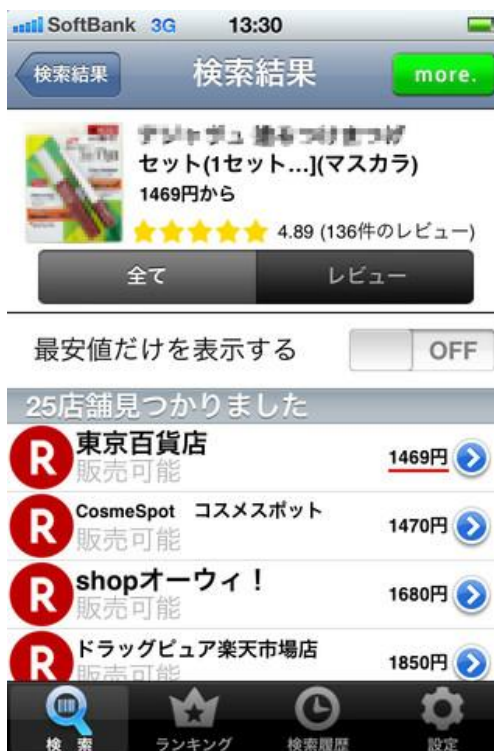 SoftBank 3G 13:30
検索結果 検索結果 more.
セット(1セット...](マスカラ)
1469円から
4.89 (136件のレビュー)
全て レビュー
最安値だけを表示する OFF
25店舗見つかりました
R 東京百貨店
販売可能 1469円
R CosmeSpot コスメスポット
販売可能 1470円
R shopオーウィ!
販売可能 1680円
R ドラッグピュア楽天市場店
販売可能 1850円
検索 ランキング 検索履歴 設定